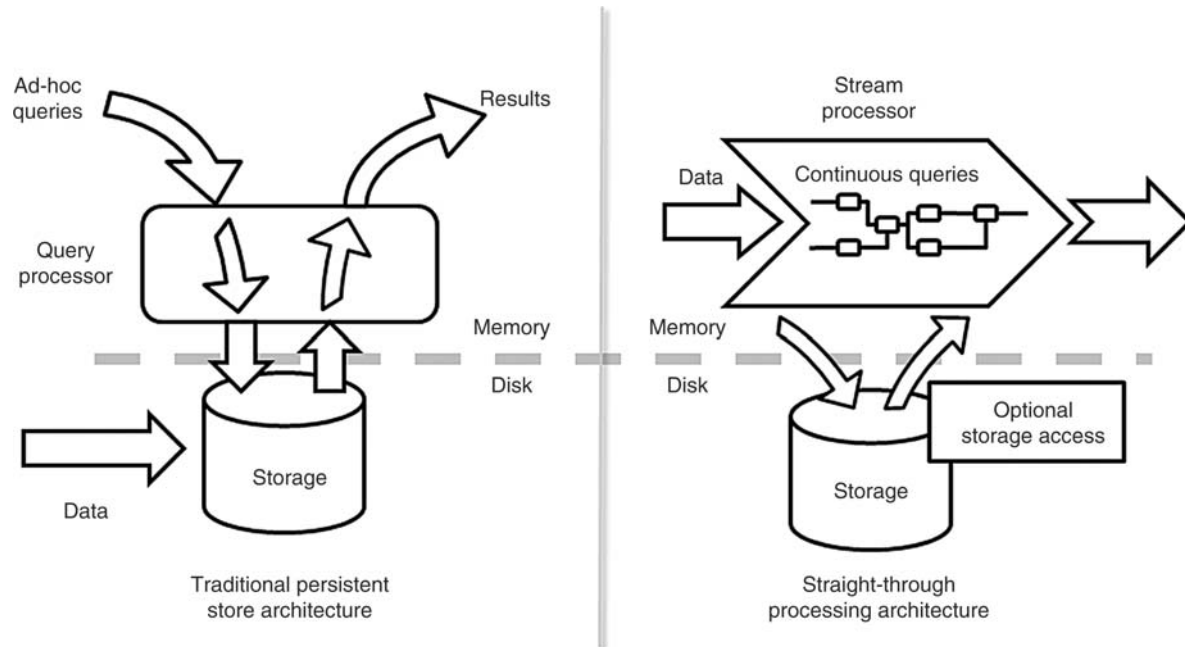 Ad-hoc
queries
Results
Query
processor
Memory
Disk
Storage
Data
Traditional persistent
store architecture
Stream
processor
Data
Continuous queries
Memory
Disk
Optional
storage access
Storage
Straight-through
processing architecture